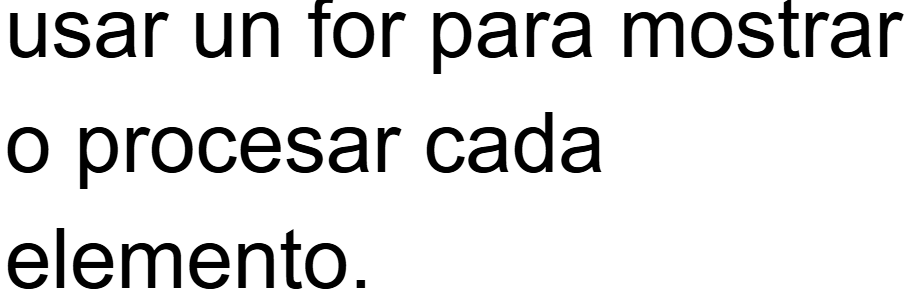 usar un for para mostrar
o procesar cada
elemento.